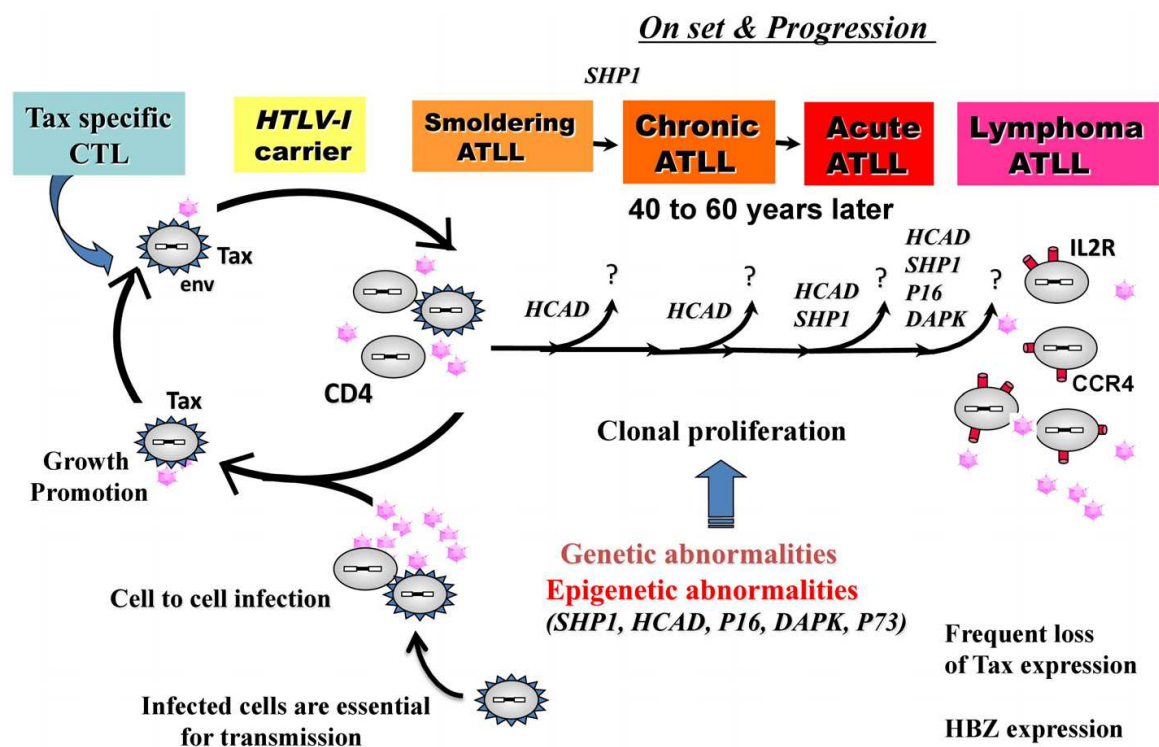 On set & Progression
SHP1
Tax specific
CTL
HTLV-I
carrier
Smoldering
ATLL
Chronic
ATLL
Acute
ATLL
Lymphoma
ATLL
40 to 60 years later
Tax
env
CD4
HCAD
?
HCAD
?
HCAD
SHP1
?
HCAD
SHP1
P16
DAPK
?
IL2R
CCR4
Tax
Growth
Promotion
Clonal proliferation
Genetic abnormalities
Epigenetic abnormalities
(SHP1, HCAD, P16, DAPK, P73)
Cell to cell infection
Infected cells are essential
for transmission
Frequent loss
of Tax expression
HBZ expression